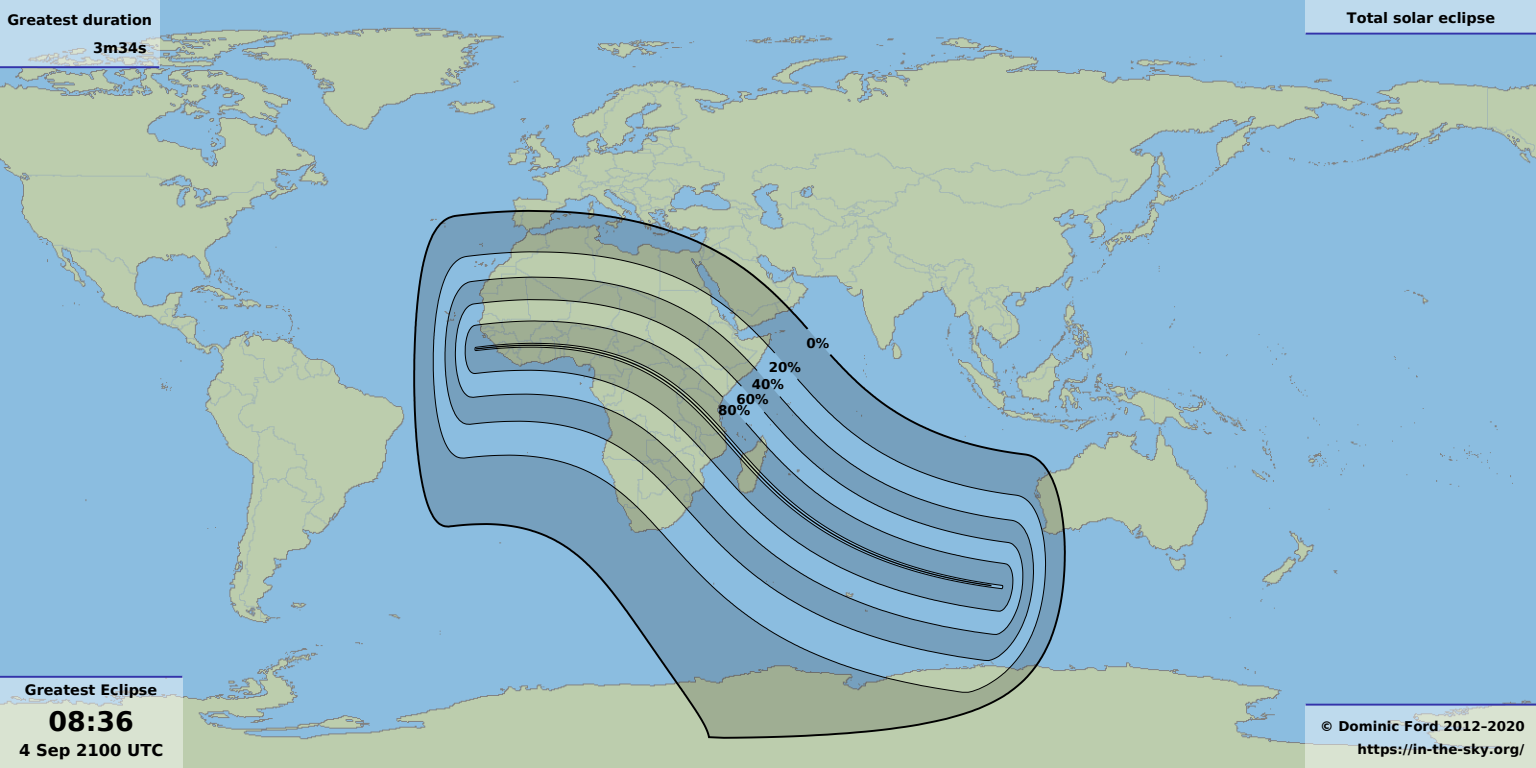 Greatest duration
3m34s
Total solar eclipse
0%
20%
40%
60%
80%
Greatest Eclipse
08:36
4 Sep 2100 UTC
© Dominic Ford 2012–2020
https://in-the-sky.org/